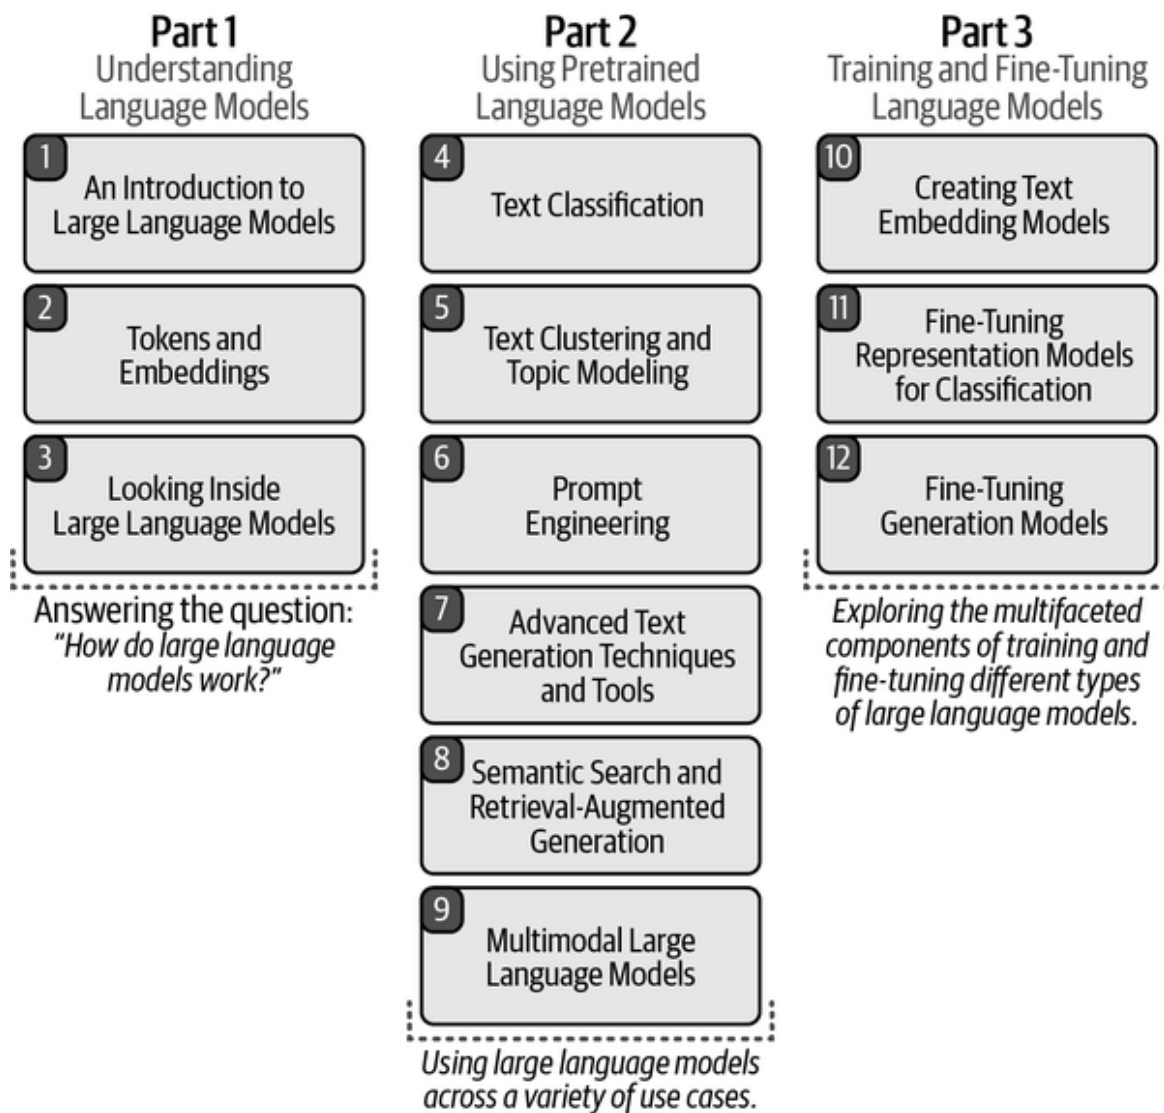 Part 1
Understanding
Language Models
1
An Introduction to
Large Language Models
2
Tokens and
Embeddings
3
Looking Inside
Large Language Models
Answering the question:
"How do large language
models work?"
Part 2
Using Pretrained
Language Models
4
Text Classification
5
Text Clustering and
Topic Modeling
6
Prompt
Engineering
7
Advanced Text
Generation Techniques
and Tools
8
Semantic Search and
Retrieval-Augmented
Generation
9
Multimodal Large
Language Models
Using large language models
across a variety of use cases.
Part 3
Training and Fine-Tuning
Language Models
10
Creating Text
Embedding Models
11
Fine-Tuning
Representation Models
for Classification
12
Fine-Tuning
Generation Models
Exploring the multifaceted
components of training and
fine-tuning different types
of large language models.